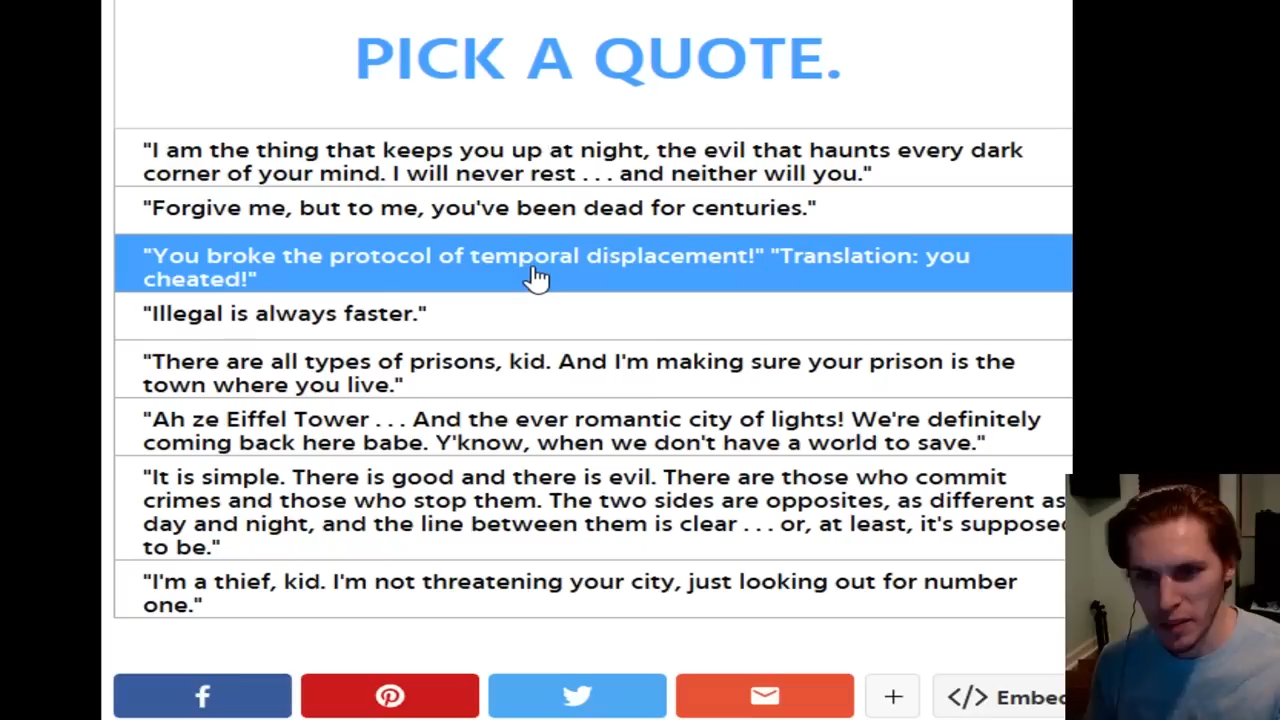 PICK A QUOTE.
"I am the thing that keeps you up at night, the evil that haunts every dark
corner of your mind. I will never rest . . . and neither will you."
"Forgive me, but to me, you've been dead for centuries."
"You broke the protocol of temporal displacement!" "Translation: you
cheated!"
"Illegal is always faster."
"There are all types of prisons, kid. And I'm making sure your prison is the
town where you live."
"Ah ze Eiffel Tower . . . And the ever romantic city of lights! We're definitely
coming back here babe. Y'know, when we don't have a world to save."
"It is simple. There is good and there is evil. There are those who commit
crimes and those who stop them. The two sides are opposites, as different as
day and night, and the line between them is clear . . . or, at least, it's supposed
to be."
"I'm a thief, kid. I'm not threatening your city, just looking out for number
one."
</> Embed